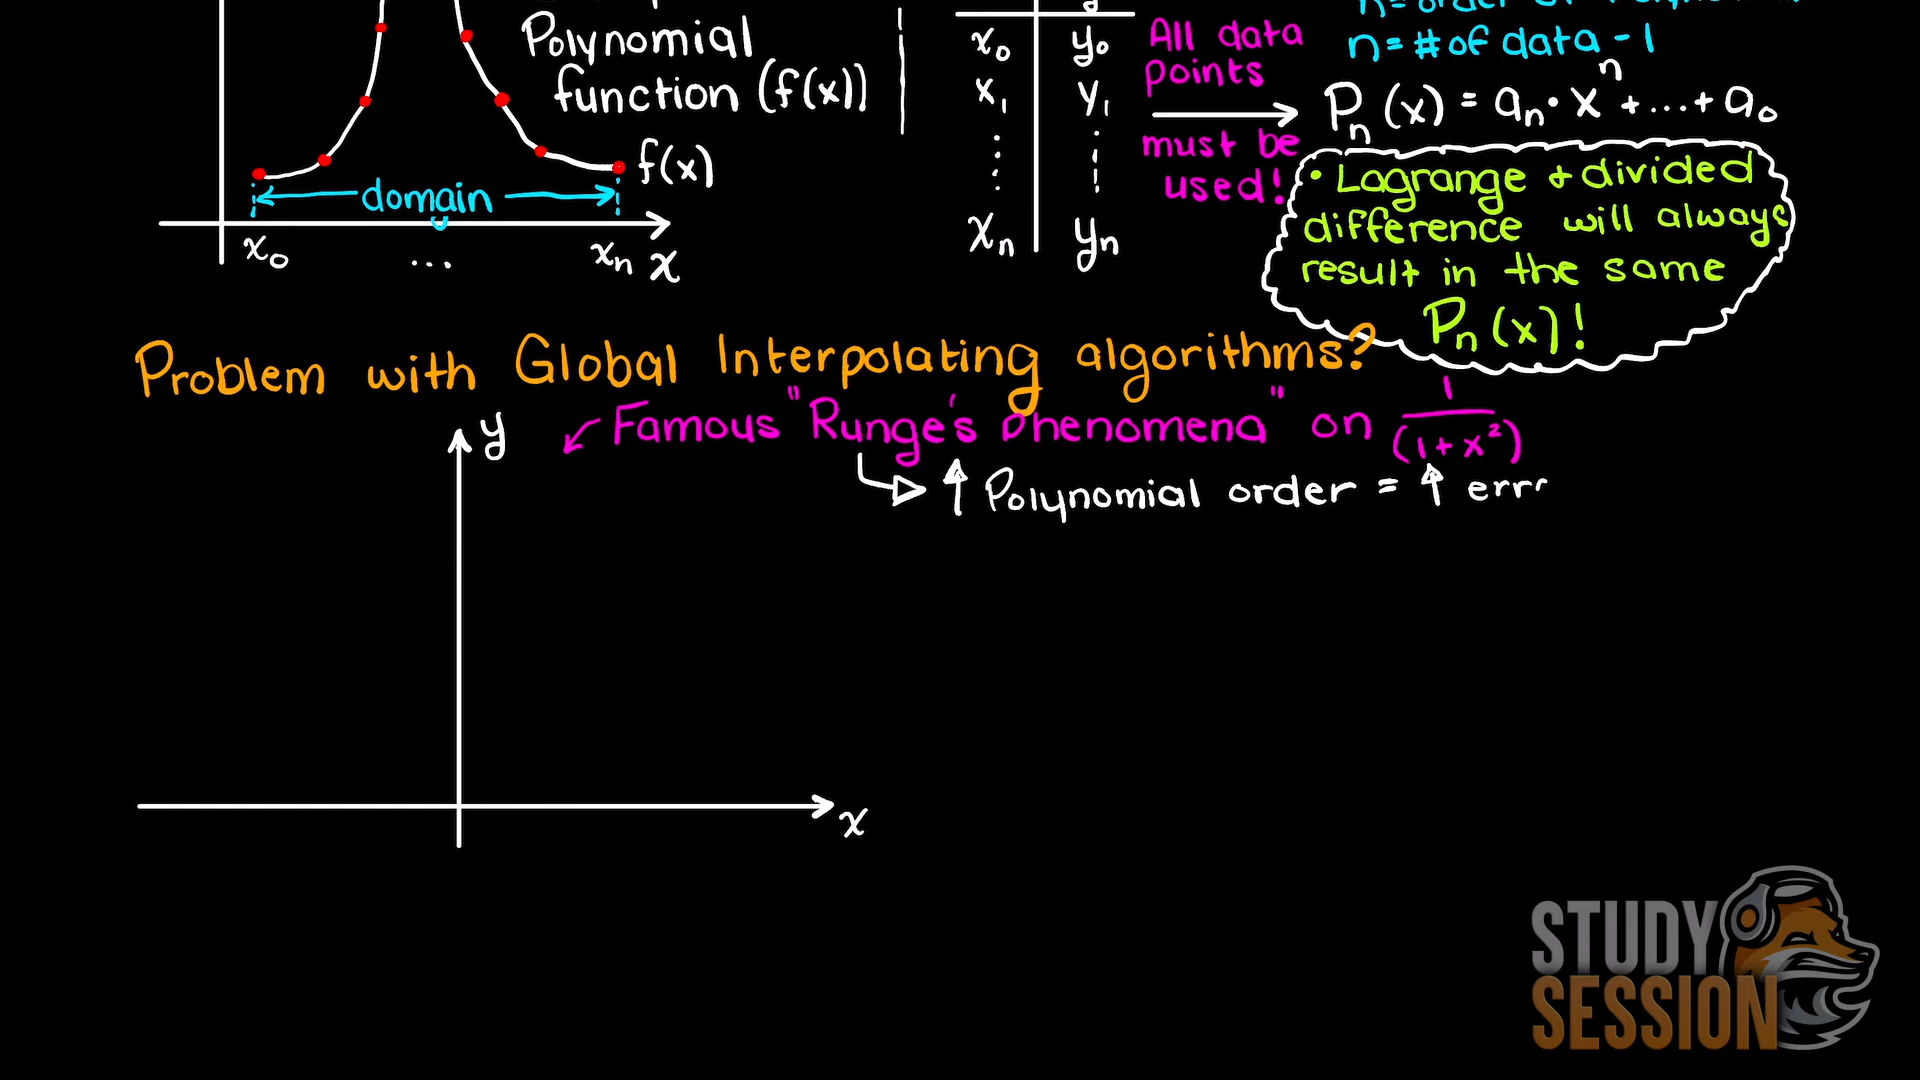 Polynomial
function (f(x))
f(x)
domain
x₀ ... xₙ x
x₀ y₀
x₁ y₁
xₙ yₙ
All data
points
must be
used!
n = # of data - 1
Pₙ(x) = aₙ·xⁿ + ... + a₀
• Lagrange + divided
difference will always
result in the same
Pₙ(x)!
Problem with Global Interpolating algorithms?
Famous "Runge's phenomena" on 1/(1+x²)
↑ Polynomial order = ↑ err
y
x
STUDY
SESSION